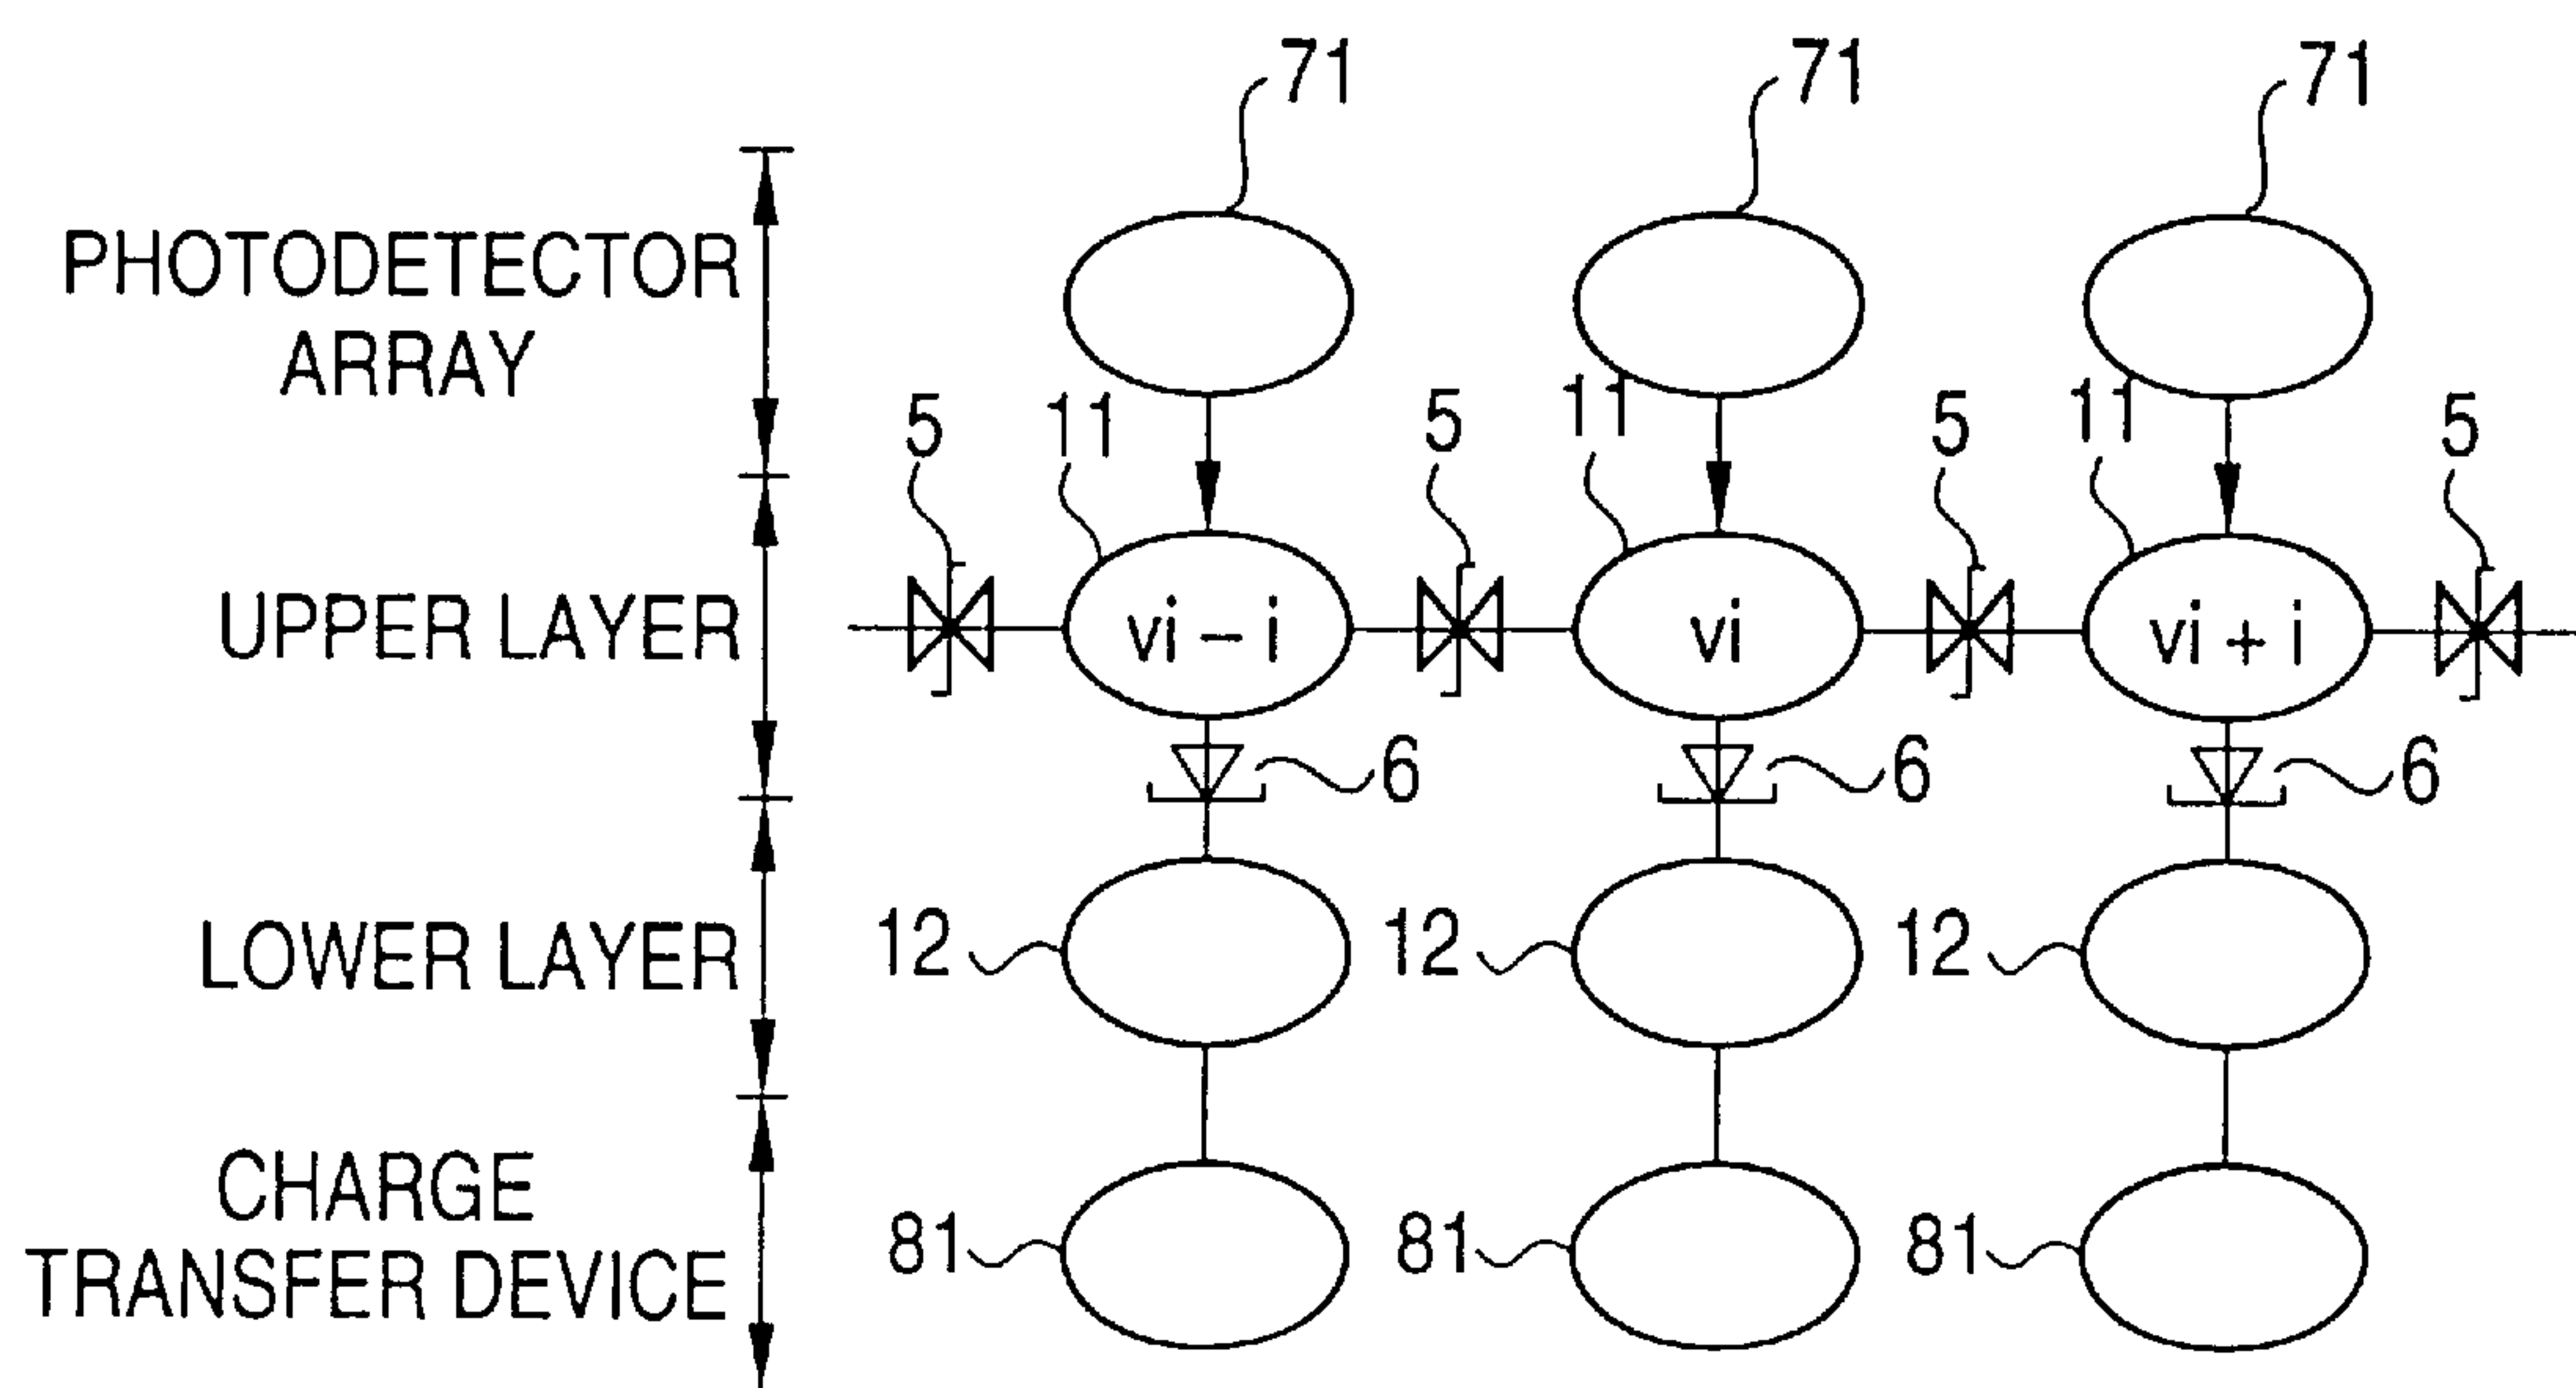 71 71 71
PHOTODETECTOR
ARRAY
5 11 5 11 5 11 5
UPPER LAYER
vi – i vi vi + i
6 6 6
LOWER LAYER
12 12 12
CHARGE
TRANSFER DEVICE
81 81 81